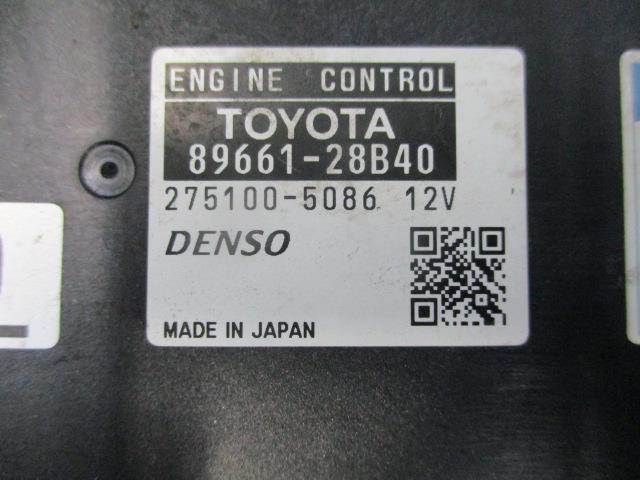 ENGINE CONTROL
TOYOTA
89661-28B40
275100-5086 12V
DENSO
MADE IN JAPAN